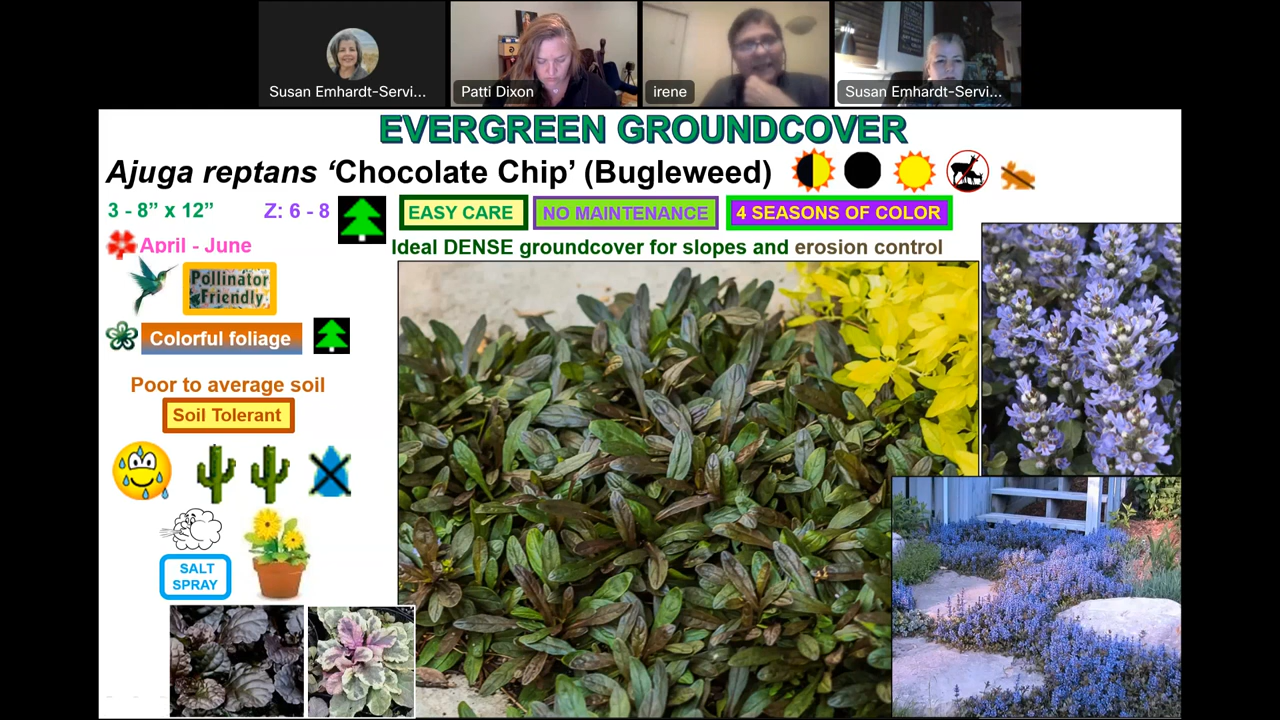 Susan Emhardt-Servi...
Patti Dixon
irene
Susan Emhardt-Servi...
EVERGREEN GROUNDCOVER
Ajuga reptans ‘Chocolate Chip’ (Bugleweed)
3 - 8” x 12”
Z: 6 - 8
EASY CARE
NO MAINTENANCE
4 SEASONS OF COLOR
April - June
Ideal DENSE groundcover for slopes and erosion control
Pollinator
Friendly
Colorful foliage
Poor to average soil
Soil Tolerant
SALT
SPRAY